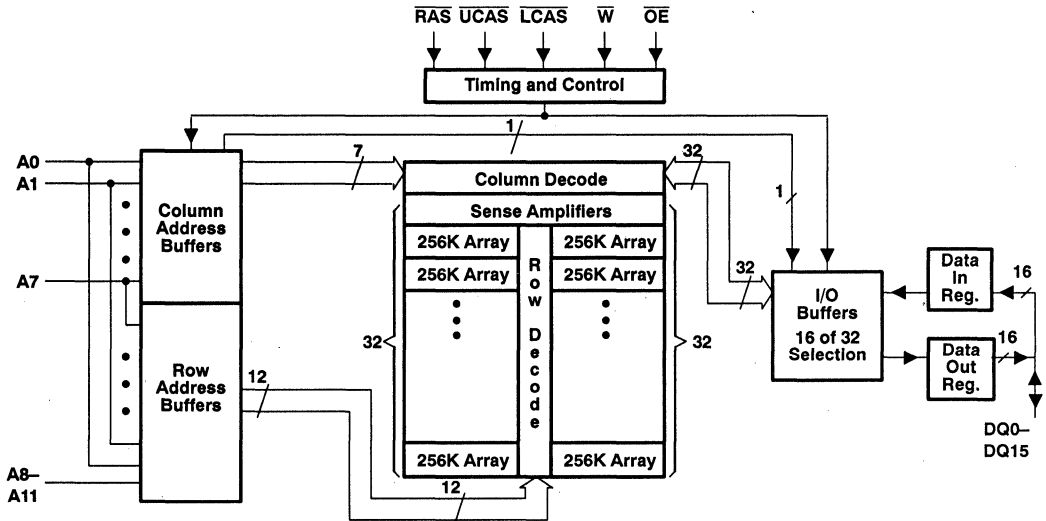 RAS UCAS LCAS W OE
Timing and Control
1
A0
A1
A7
A8–
A11
Column
Address
Buffers
Row
Address
Buffers
7
12
12
Column Decode
Sense Amplifiers
256K Array 256K Array
256K Array 256K Array
Row Decode
256K Array 256K Array
32
32
32
32
1
I/O
Buffers
16 of 32
Selection
Data
In
Reg.
16
Data
Out
Reg.
16
DQ0–
DQ15